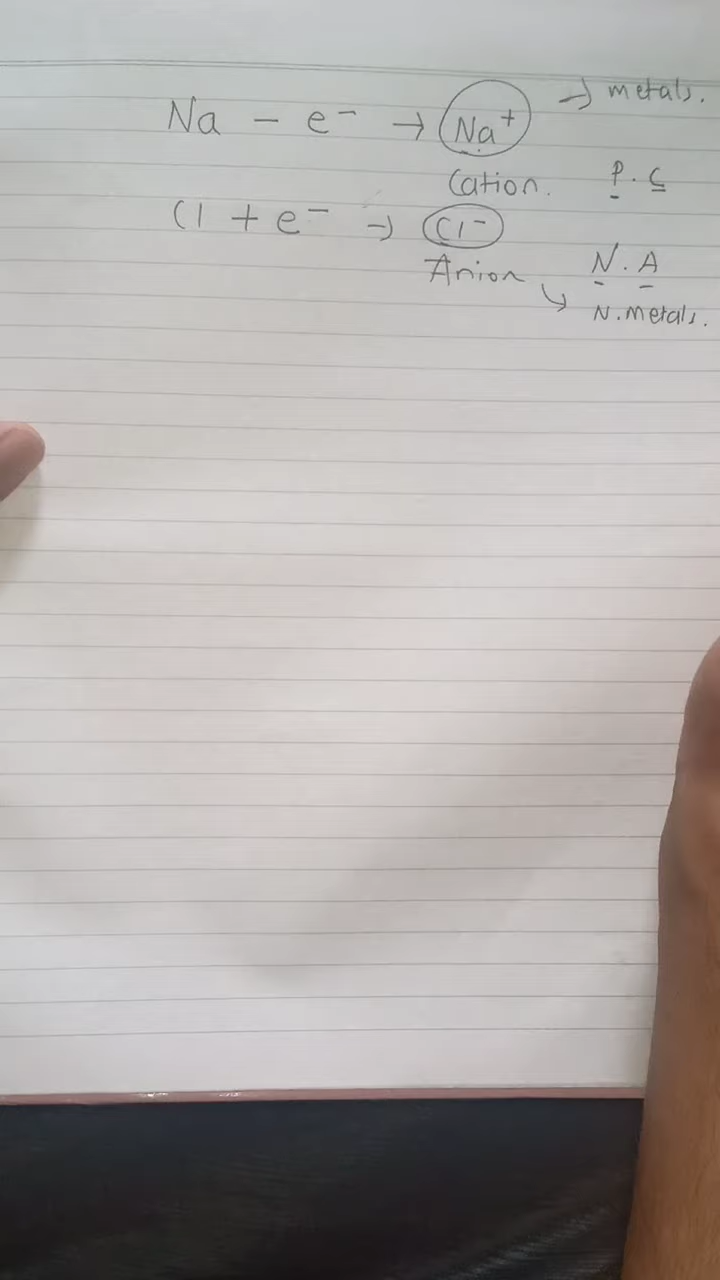 Na - e⁻ → Na⁺ → metals.
Cation. P.C
Cl + e⁻ → Cl⁻
Anion N.A
↳ N.metals.